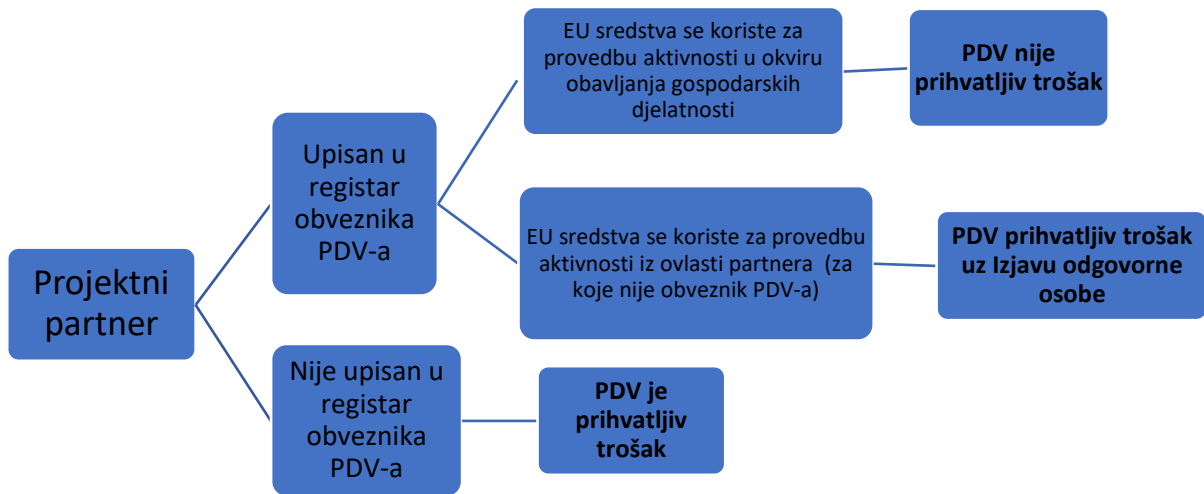 Projektni
partner
Upisan u
registar
obveznika
PDV-a
EU sredstva se koriste za
provedbu aktivnosti u okviru
obavljanja gospodarskih
djelatnosti
PDV nije
prihvatljiv trošak
EU sredstva se koriste za provedbu
aktivnosti iz ovlasti partnera (za
koje nije obveznik PDV-a)
PDV prihvatljiv trošak
uz Izjavu odgovorne
osobe
Nije upisan u
registar
obveznika
PDV-a
PDV je
prihvatljiv
trošak